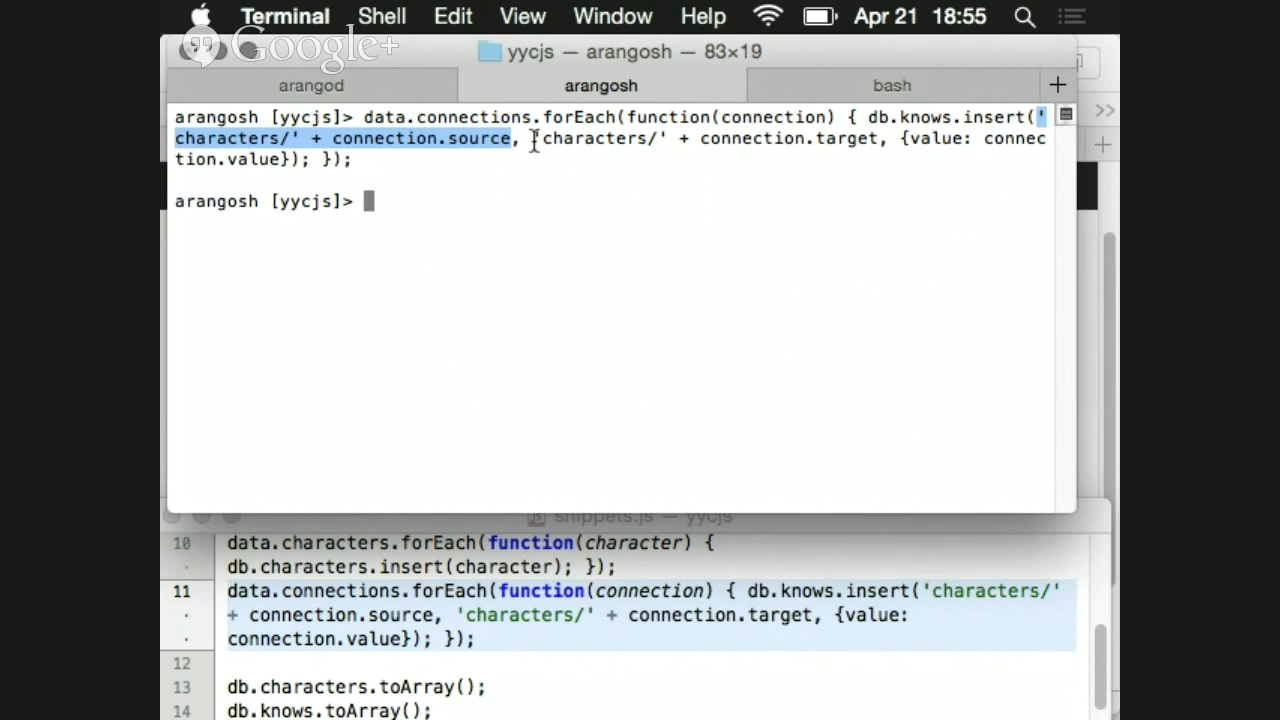 Terminal Shell Edit View Window Help Apr 21 18:55
Google+
yycjs — arangosh — 83×19
arangod arangosh bash +
arangosh [yycjs]> data.connections.forEach(function(connection) { db.knows.insert('
characters/' + connection.source, 'characters/' + connection.target, {value: connec
tion.value}); });
arangosh [yycjs]>
snippets.js — yycjs
10 data.characters.forEach(function(character) {
db.characters.insert(character); });
11 data.connections.forEach(function(connection) { db.knows.insert('characters/'
+ connection.source, 'characters/' + connection.target, {value:
connection.value}); });
12
13 db.characters.toArray();
14 db.knows.toArray();